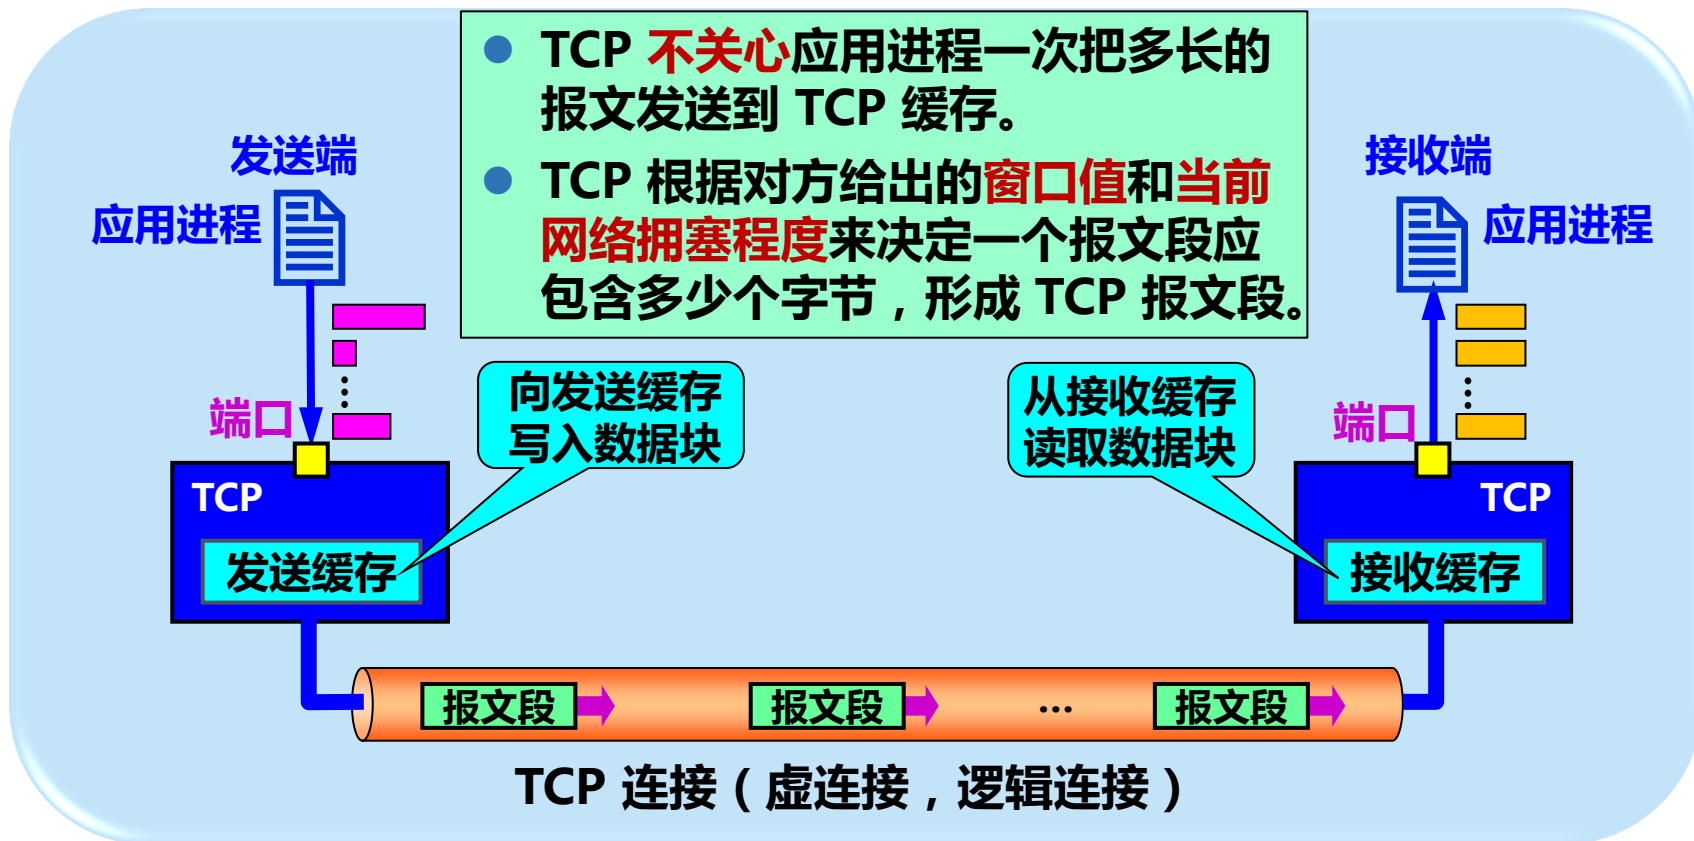 TCP 不关心应用进程一次把多长的
报文发送到 TCP 缓存。
TCP 根据对方给出的窗口值和当前
网络拥塞程度来决定一个报文段应
包含多少个字节，形成 TCP 报文段。
发送端
应用进程
接收端
应用进程
端口
向发送缓存
写入数据块
从接收缓存
读取数据块
端口
TCP
发送缓存
TCP
接收缓存
报文段
报文段
...
报文段
TCP 连接（虚连接，逻辑连接）